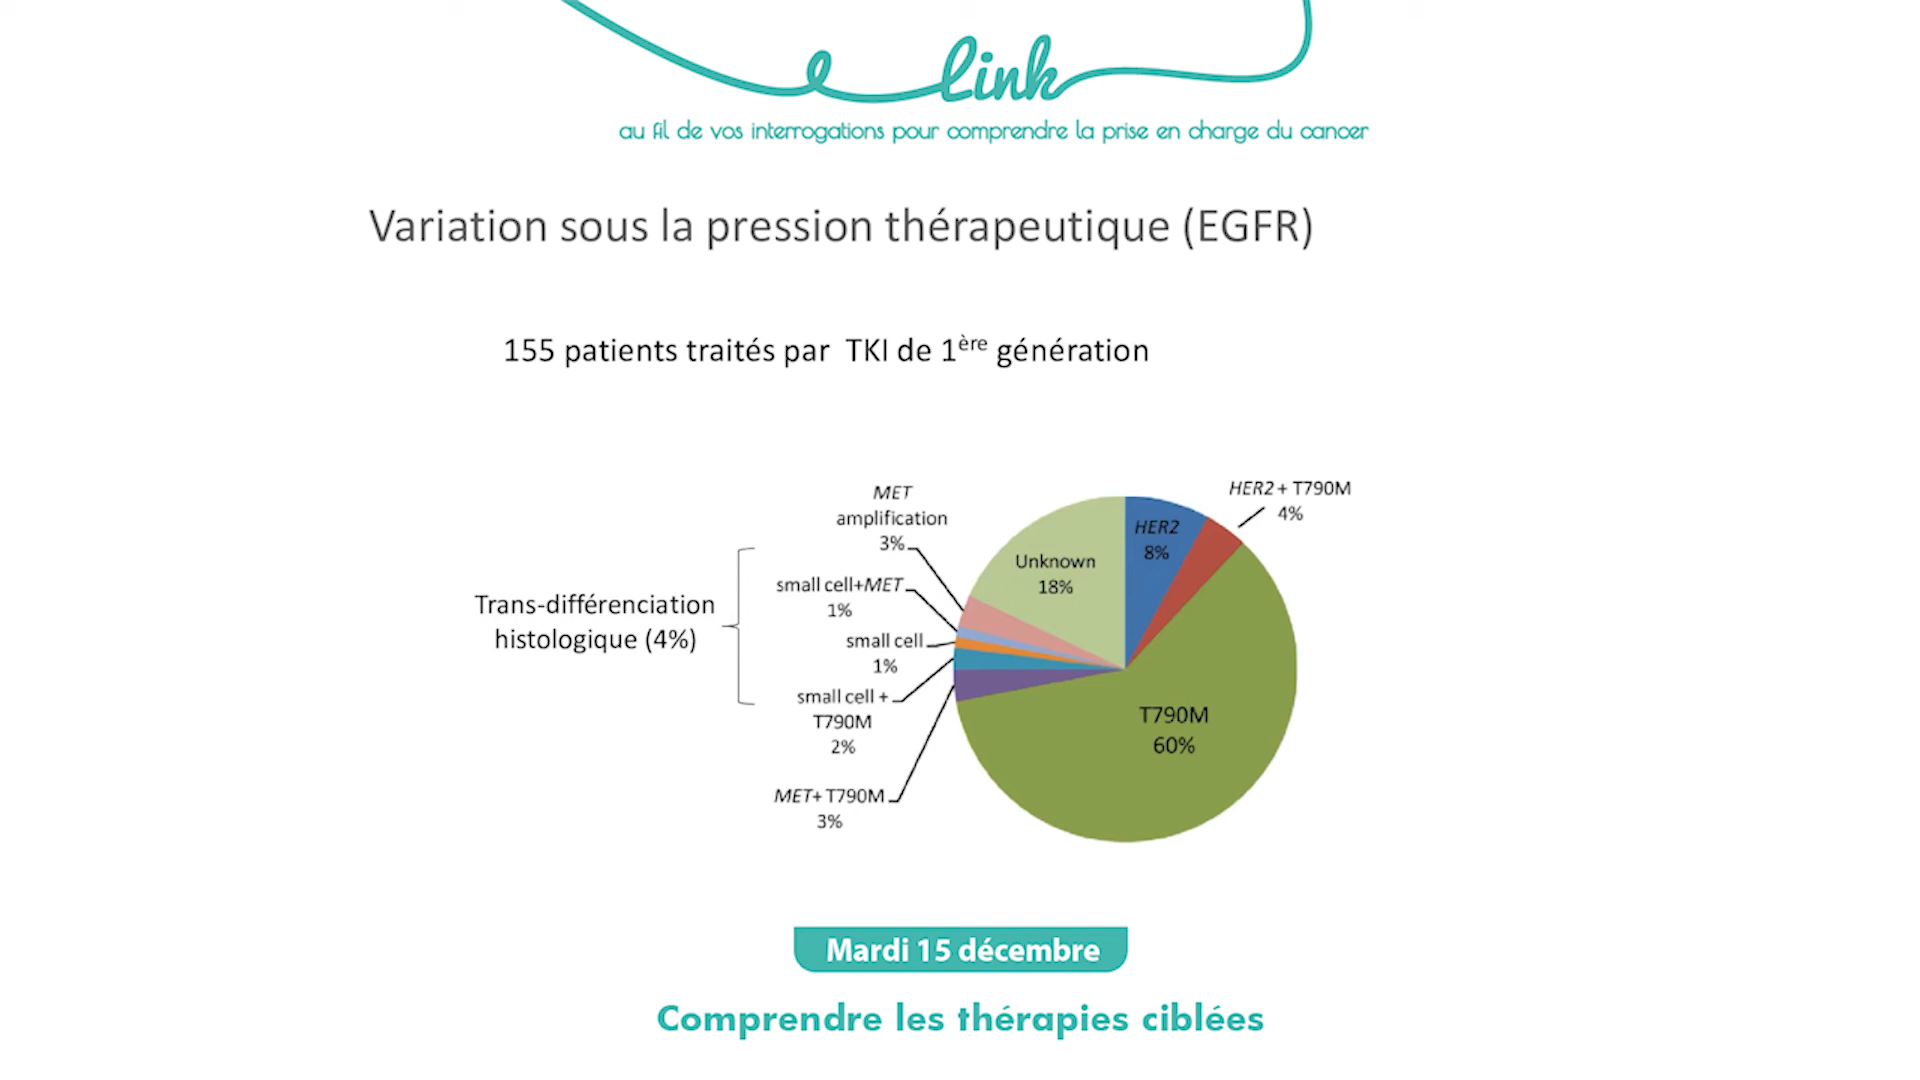 e link
au fil de vos interrogations pour comprendre la prise en charge du cancer
Variation sous la pression thérapeutique (EGFR)
155 patients traités par TKI de 1ère génération
MET
amplification
3%
HER2 + T790M
4%
HER2
8%
Unknown
18%
small cell+MET
1%
Trans-différenciation
histologique (4%)
small cell
1%
small cell +
T790M
2%
T790M
60%
MET+ T790M
3%
Mardi 15 décembre
Comprendre les thérapies ciblées